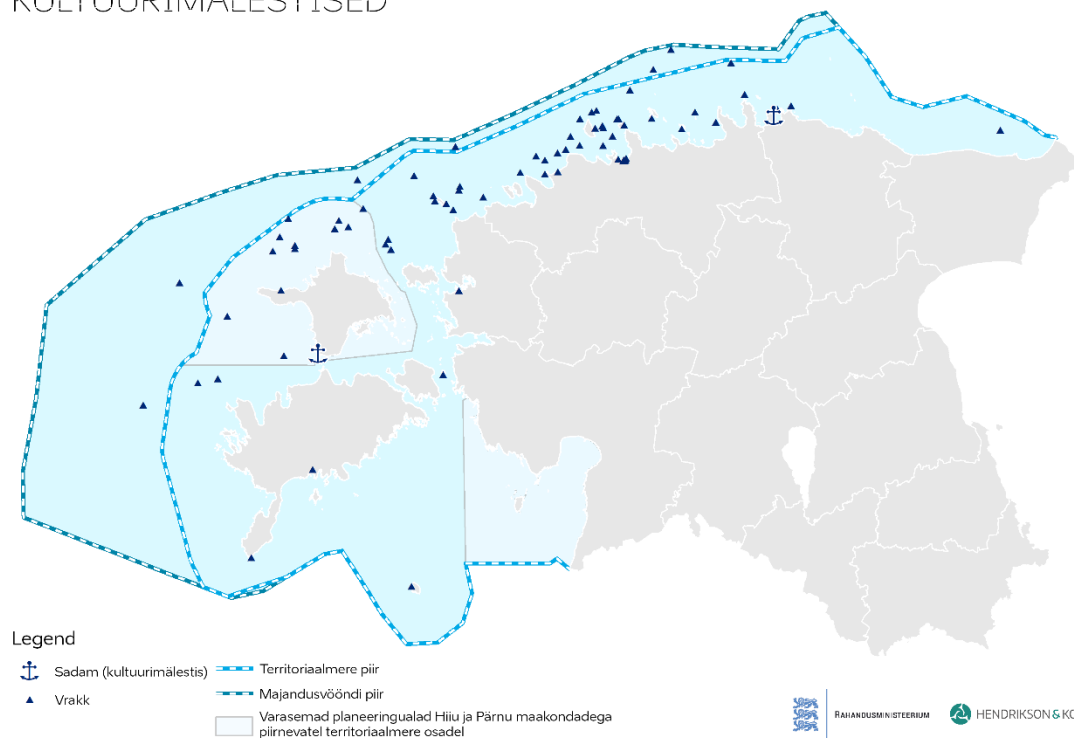 KULTUURIMÄLESTISED
Legend
Sadam (kultuurimälestis)
Vrakk
Territoriaalmere piir
Majandusvööndi piir
Varasemad planeeringualad Hiiu ja Pärnu maakondadega
piirnevatel territoriaalmere osadel
RAHANDUSMINISTEERIUM
HENDRIKSON & KO